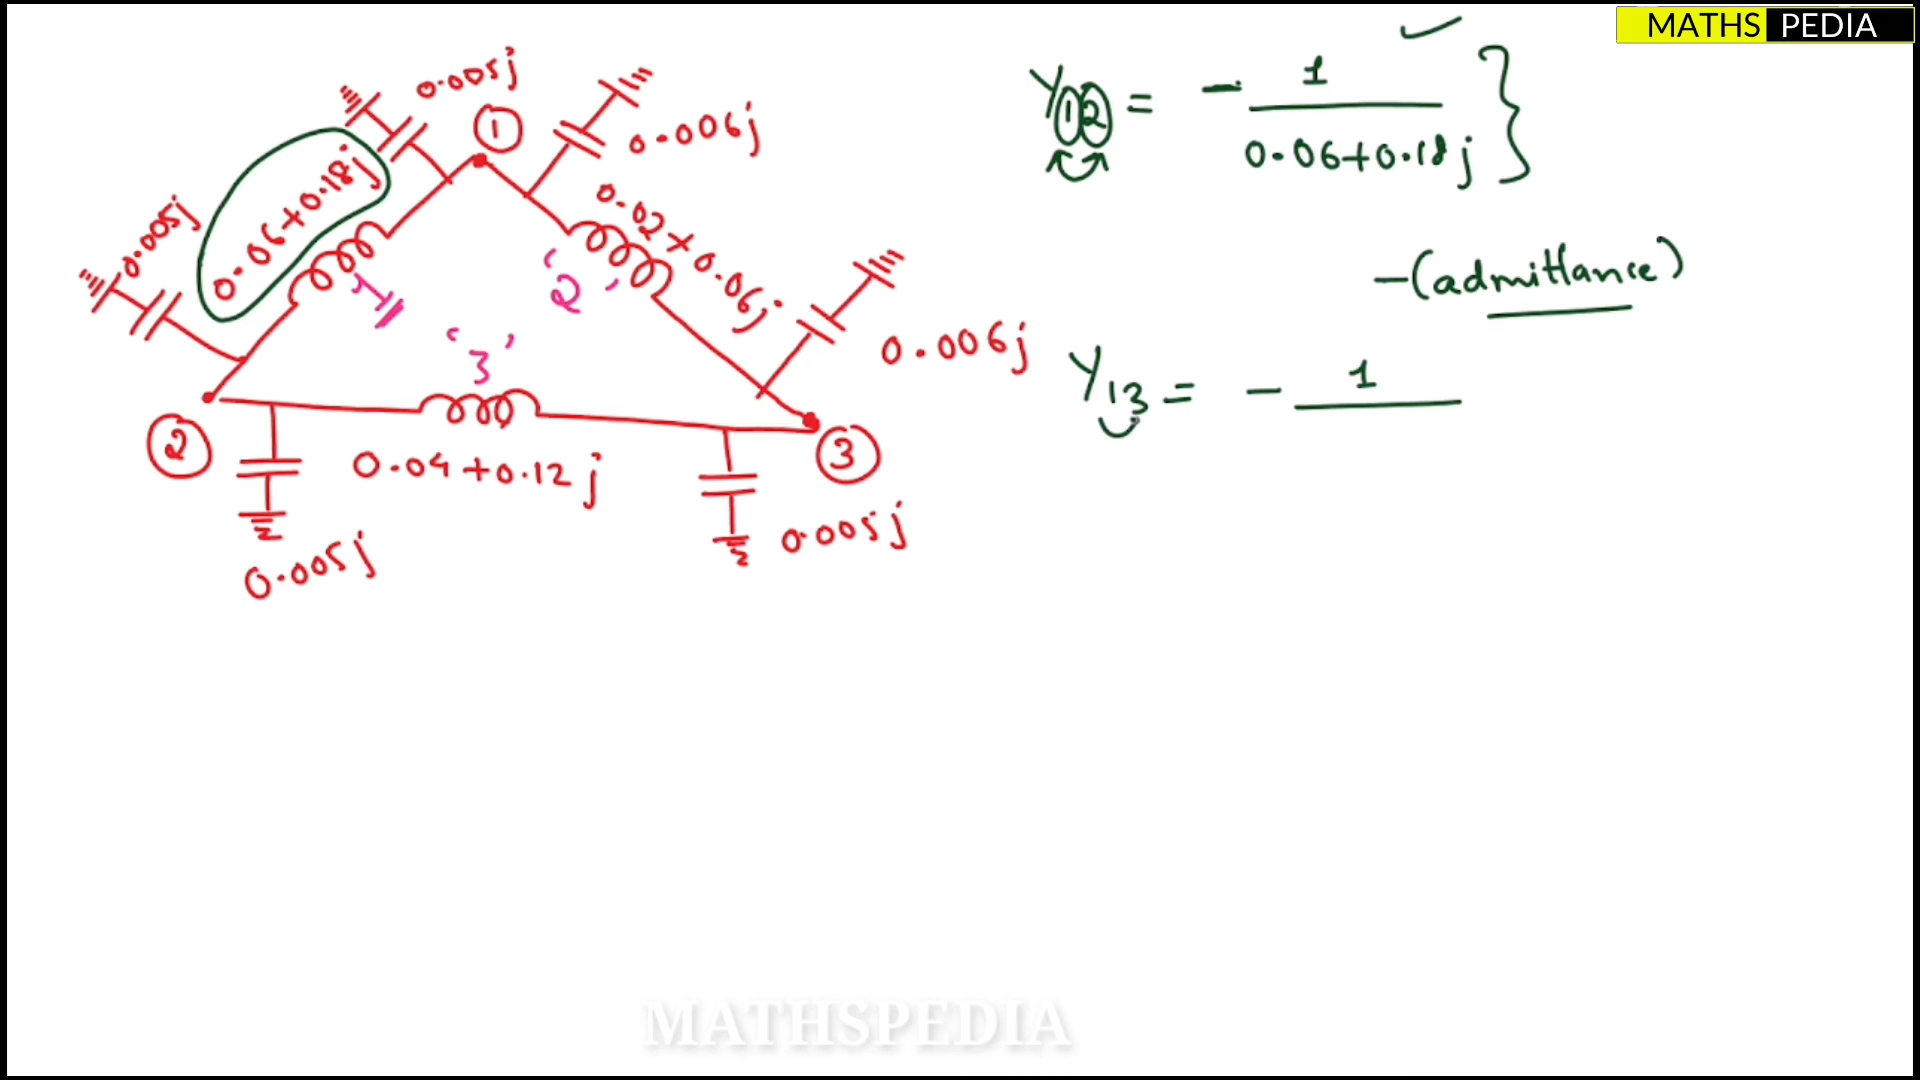 MATHS PEDIA
0.005j
①
0.006j
0.06+0.18j
0.005j
0.02+0.06j
'2'
'3'
0.006j
②
0.04+0.12j
③
0.005j
0.005j
Y12 = - 1
0.06+0.18j
-(admittance)
Y13 = - 1
MATHSPEDIA